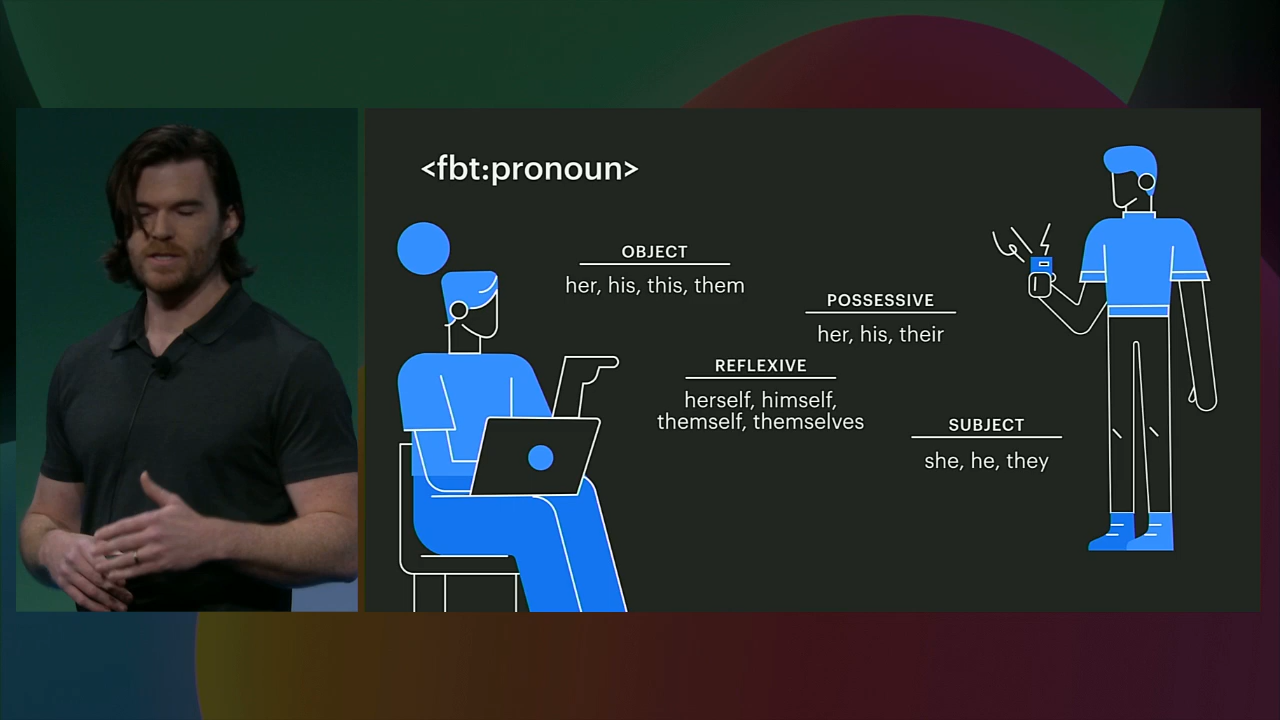 <fbt:pronoun>
OBJECT
her, his, this, them
POSSESSIVE
her, his, their
REFLEXIVE
herself, himself,
themself, themselves
SUBJECT
she, he, they